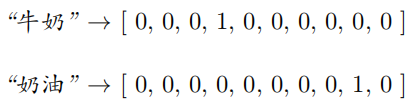 “牛奶” → [ 0, 0, 0, 1, 0, 0, 0, 0, 0, 0 ]
“奶油” → [ 0, 0, 0, 0, 0, 0, 0, 0, 1, 0 ]